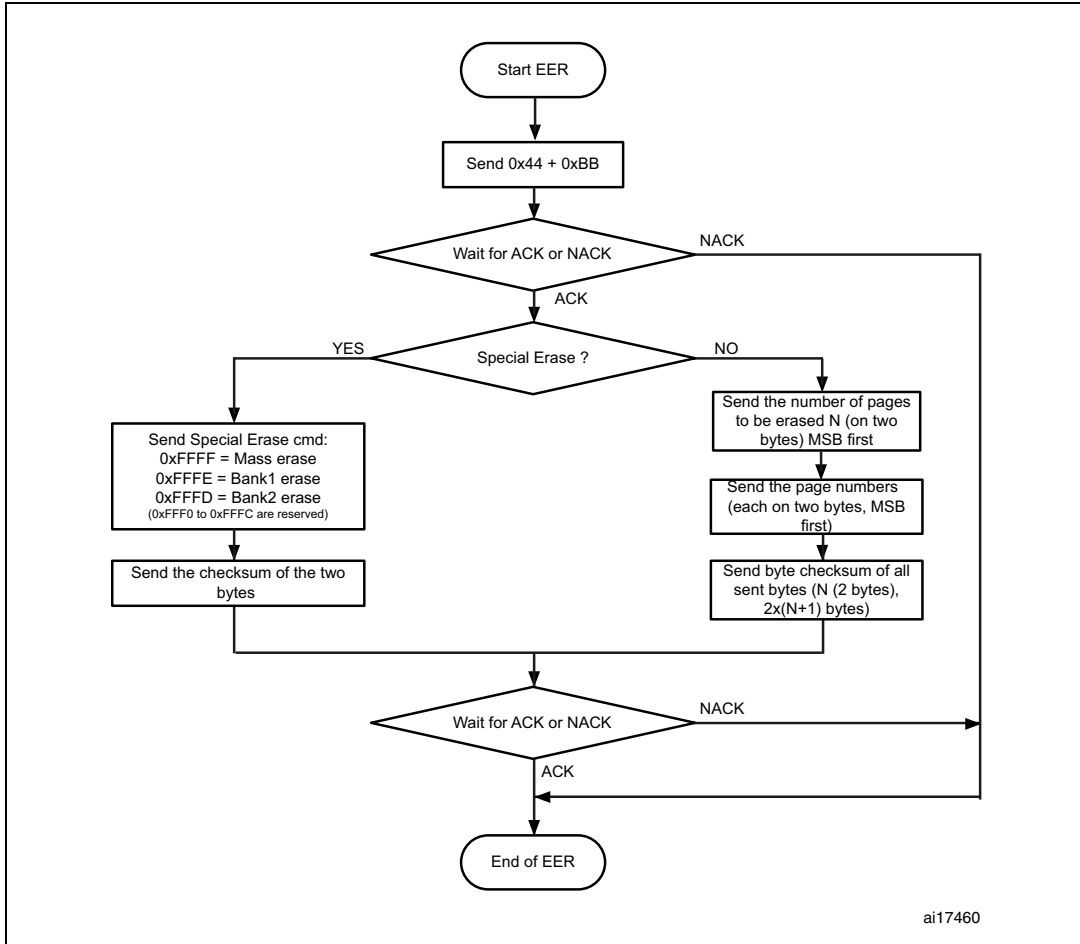 Start EER
Send 0x44 + 0xBB
Wait for ACK or NACK
NACK
ACK
YES
Special Erase ?
NO
Send Special Erase cmd:
0xFFFF = Mass erase
0xFFFE = Bank1 erase
0xFFFD = Bank2 erase
(0xFFF0 to 0xFFFC are reserved)
Send the checksum of the two
bytes
Send the number of pages
to be erased N (on two
bytes) MSB first
Send the page numbers
(each on two bytes, MSB
first)
Send byte checksum of all
sent bytes (N (2 bytes),
2x(N+1) bytes)
Wait for ACK or NACK
NACK
ACK
End of EER
ai17460